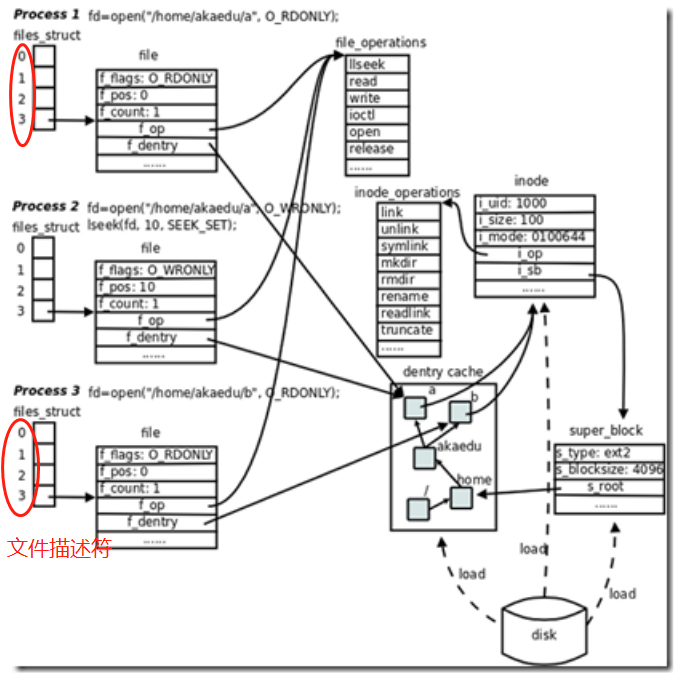 Process 1 fd=open("/home/akaedu/a", O_RDONLY);
files_struct
0
1
2
3
file
f_flags: O_RDONLY
f_pos: 0
f_count: 1
f_op
f_dentry
......
file_operations
llseek
read
write
ioctl
open
release
......
Process 2 fd=open("/home/akaedu/a", O_WRONLY);
lseek(fd, 10, SEEK_SET);
files_struct
0
1
2
3
file
f_flags: O_WRONLY
f_pos: 10
f_count: 1
f_op
f_dentry
......
inode_operations
link
unlink
symlink
mkdir
rmdir
rename
readlink
truncate
......
inode
i_uid: 1000
i_size: 100
i_mode: 0100644
i_op
i_sb
......
Process 3 fd=open("/home/akaedu/b", O_RDONLY);
files_struct
0
1
2
3
文件描述符
file
f_flags: O_RDONLY
f_pos: 0
f_count: 1
f_op
f_dentry
......
dentry cache
a
b
akaedu
home
/
super_block
s_type: ext2
s_blocksize: 4096
s_root
......
load
load
load
disk